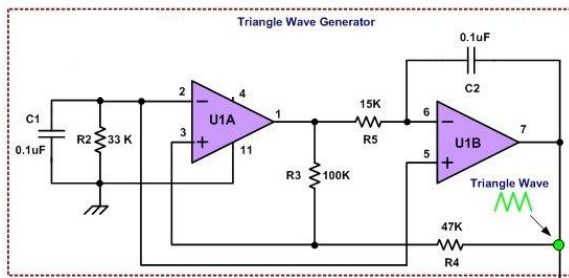 Triangle Wave Generator
0.1uF
C2
2
4
C1
U1A
1
15K
6
0.1uF
R2
33 K
3
R5
U1B
7
11
5
R3
100K
Triangle Wave
47K
R4